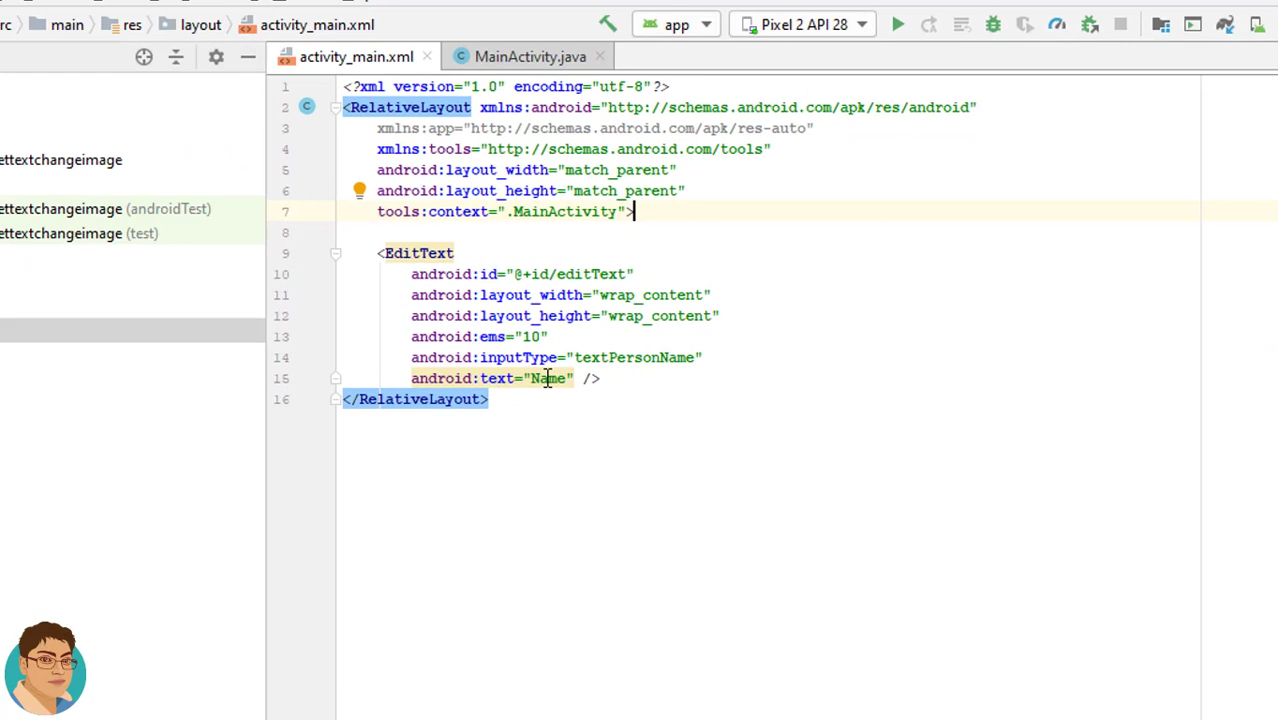 main res layout activity_main.xml app Pixel 2 API 28
activity_main.xml MainActivity.java
ettextchangeimage
ettextchangeimage (androidTest)
ettextchangeimage (test)
1 <?xml version="1.0" encoding="utf-8"?>
2 <RelativeLayout xmlns:android="http://schemas.android.com/apk/res/android"
3 xmlns:app="http://schemas.android.com/apk/res-auto"
4 xmlns:tools="http://schemas.android.com/tools"
5 android:layout_width="match_parent"
6 android:layout_height="match_parent"
7 tools:context=".MainActivity">
8
9 <EditText
10 android:id="@+id/editText"
11 android:layout_width="wrap_content"
12 android:layout_height="wrap_content"
13 android:ems="10"
14 android:inputType="textPersonName"
15 android:text="Name" />
16 </RelativeLayout>